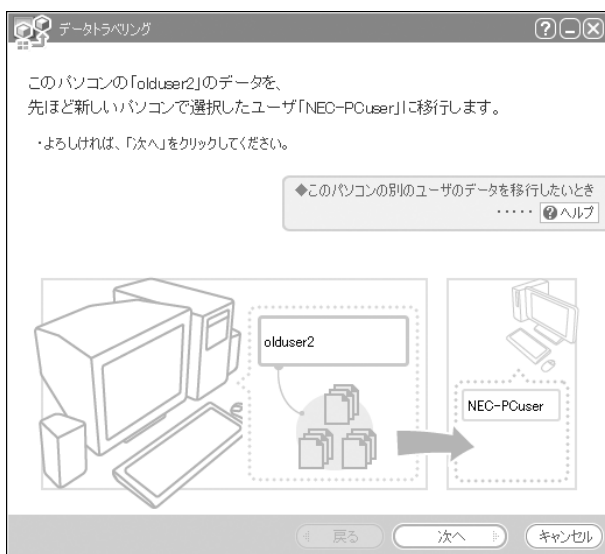 データトラベリング
このパソコンの「olduser2」のデータを、
先ほど新しいパソコンで選択したユーザ「NEC-PCuser」に移行します。
・よろしければ、「次へ」をクリックしてください。
◆このパソコンの別のユーザのデータを移行したいとき
‥‥‥ ?ヘルプ
olduser2
NEC-PCuser
戻る 次へ キャンセル